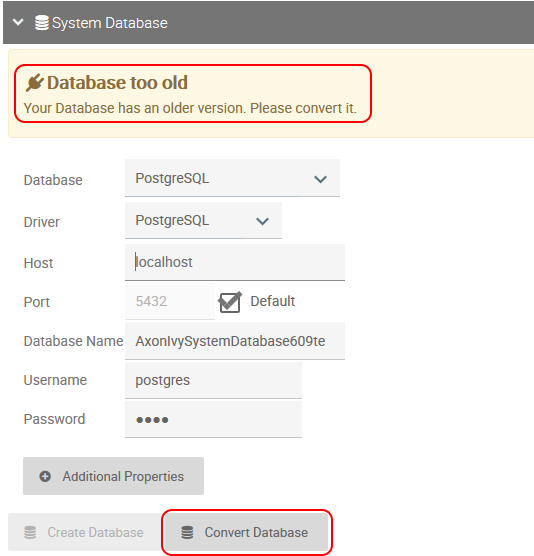 System Database
Database too old
Your Database has an older version. Please convert it.
Database PostgreSQL
Driver PostgreSQL
Host localhost
Port 5432 Default
Database Name AxonIvySystemDatabase609te
Username postgres
Password ●●●●
Additional Properties
Create Database Convert Database